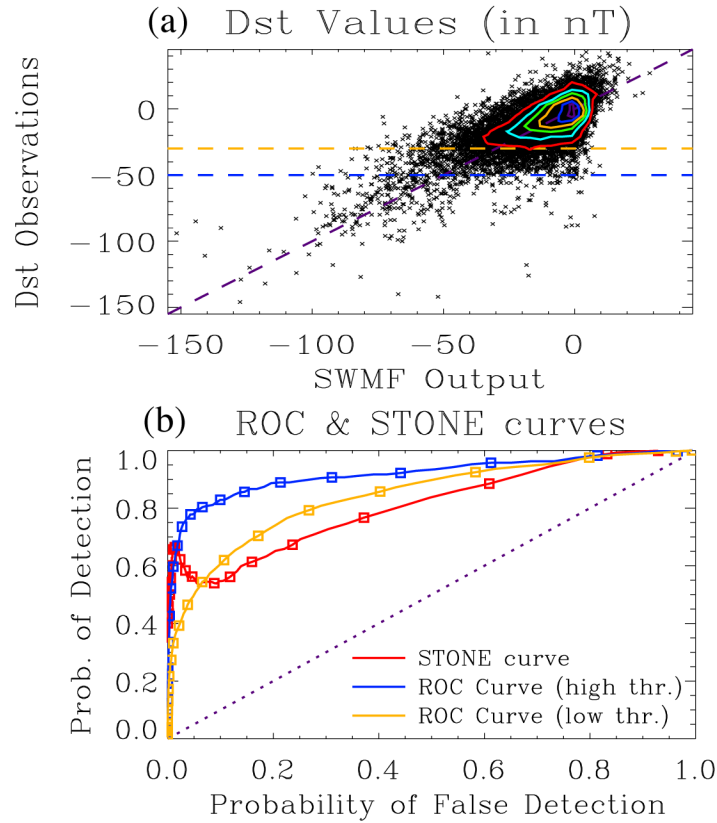 (a) Dst Values (in nT)
Dst Observations
0
−50
−100
−150
−150 −100 −50 0
SWMF Output
(b) ROC & STONE curves
Prob. of Detection
1.0
0.8
0.6
0.4
0.2
0.0
STONE curve
ROC Curve (high thr.)
ROC Curve (low thr.)
0.0 0.2 0.4 0.6 0.8 1.0
Probability of False Detection